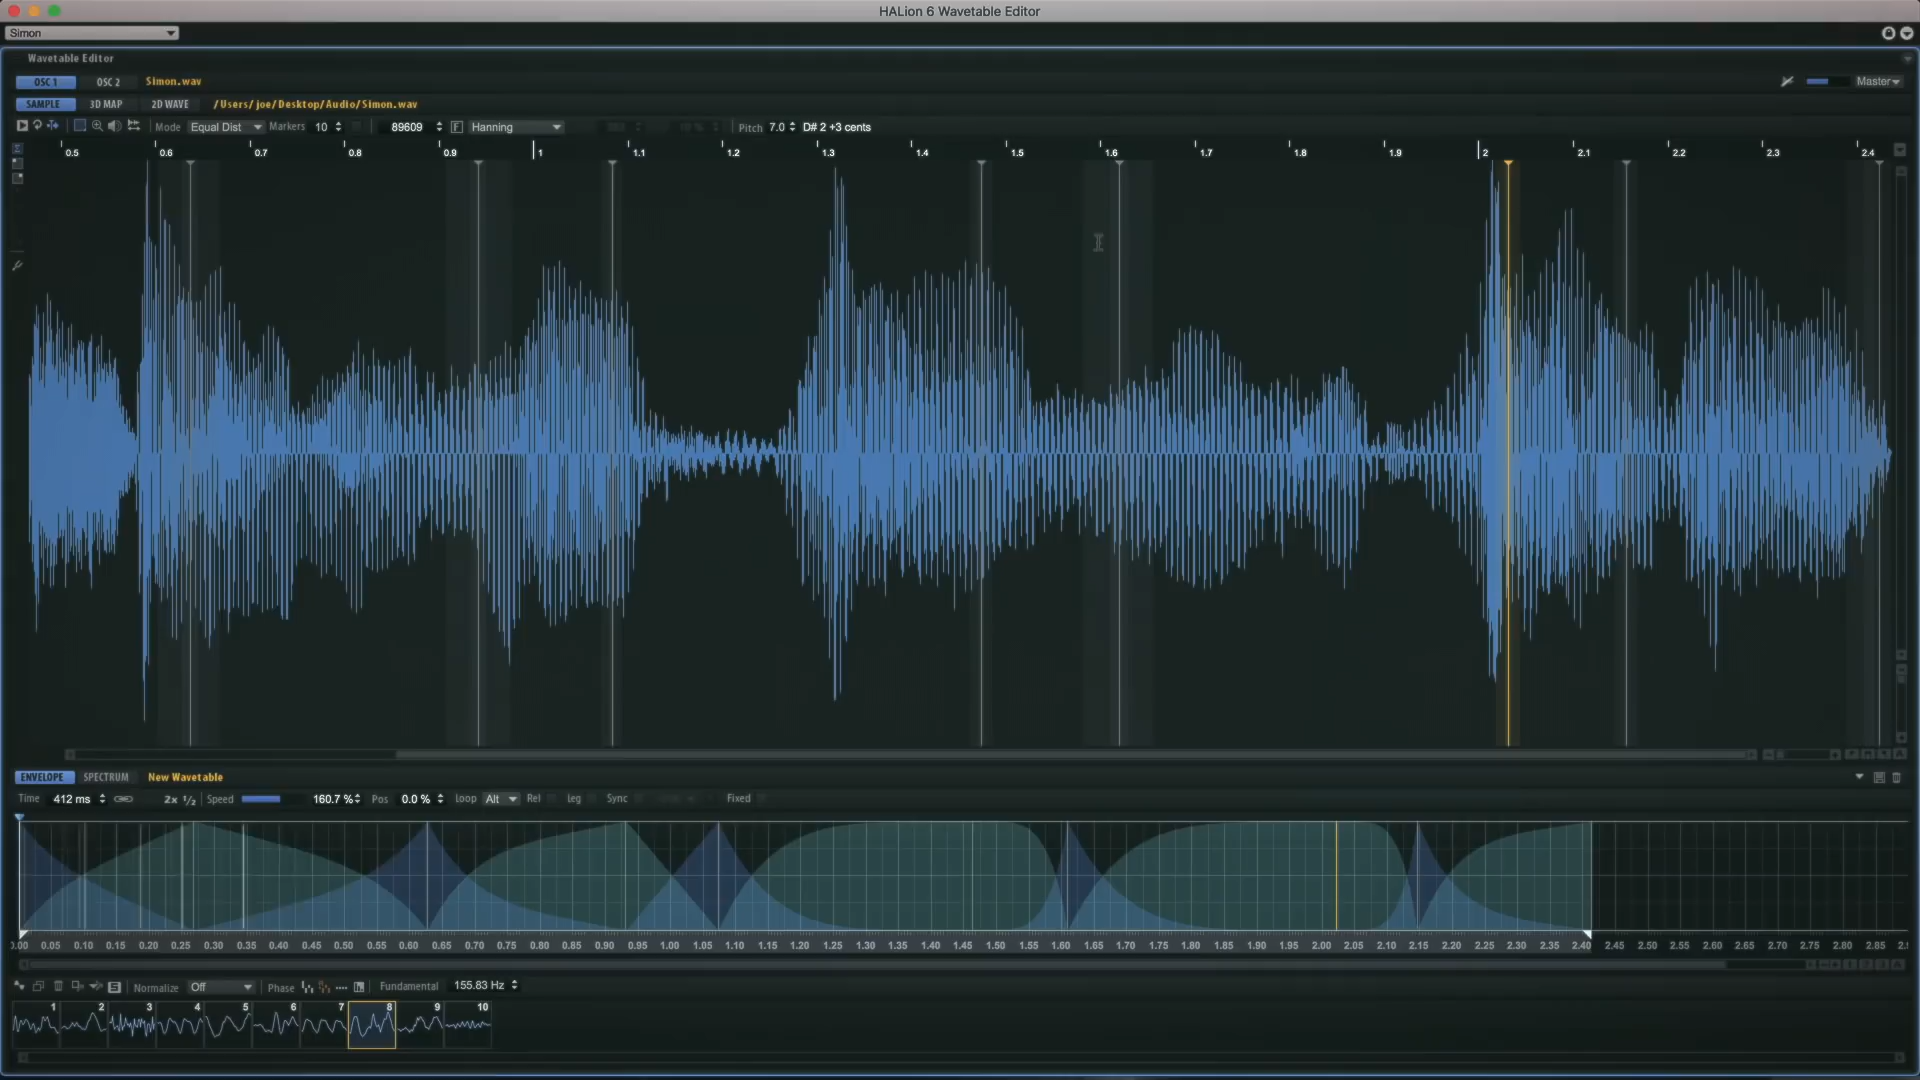 HALion 6 Wavetable Editor
Simon
Wavetable Editor
OSC 1 OSC 2 Simon.wav Master
SAMPLE 3D MAP 2D WAVE /Users/joe/Desktop/Audio/Simon.wav
Mode Equal Dist Markers 10 89609 F Hanning Pitch 7.0 D# 2 +3 cents
0.5 0.6 0.7 0.8 0.9 1 1.1 1.2 1.3 1.4 1.5 1.6 1.7 1.8 1.9 2 2.1 2.2 2.3 2.4
ENVELOPE SPECTRUM New Wavetable
Time 412 ms 2x 1/2 Speed 160.7 % Pos 0.0 % Loop Alt Rel Leg Sync Fixed
0.00 0.05 0.10 0.15 0.20 0.25 0.30 0.35 0.40 0.45 0.50 0.55 0.60 0.65 0.70 0.75 0.80 0.85 0.90 0.95 1.00 1.05 1.10 1.15 1.20 1.25 1.30 1.35 1.40 1.45 1.50 1.55 1.60 1.65 1.70 1.75 1.80 1.85 1.90 1.95 2.00 2.05 2.10 2.15 2.20 2.25 2.30 2.35 2.40 2.45 2.50 2.55 2.60 2.65 2.70 2.75 2.80 2.85
S Normalize Off Phase Fundamental 155.83 Hz
1 2 3 4 5 6 7 8 9 10